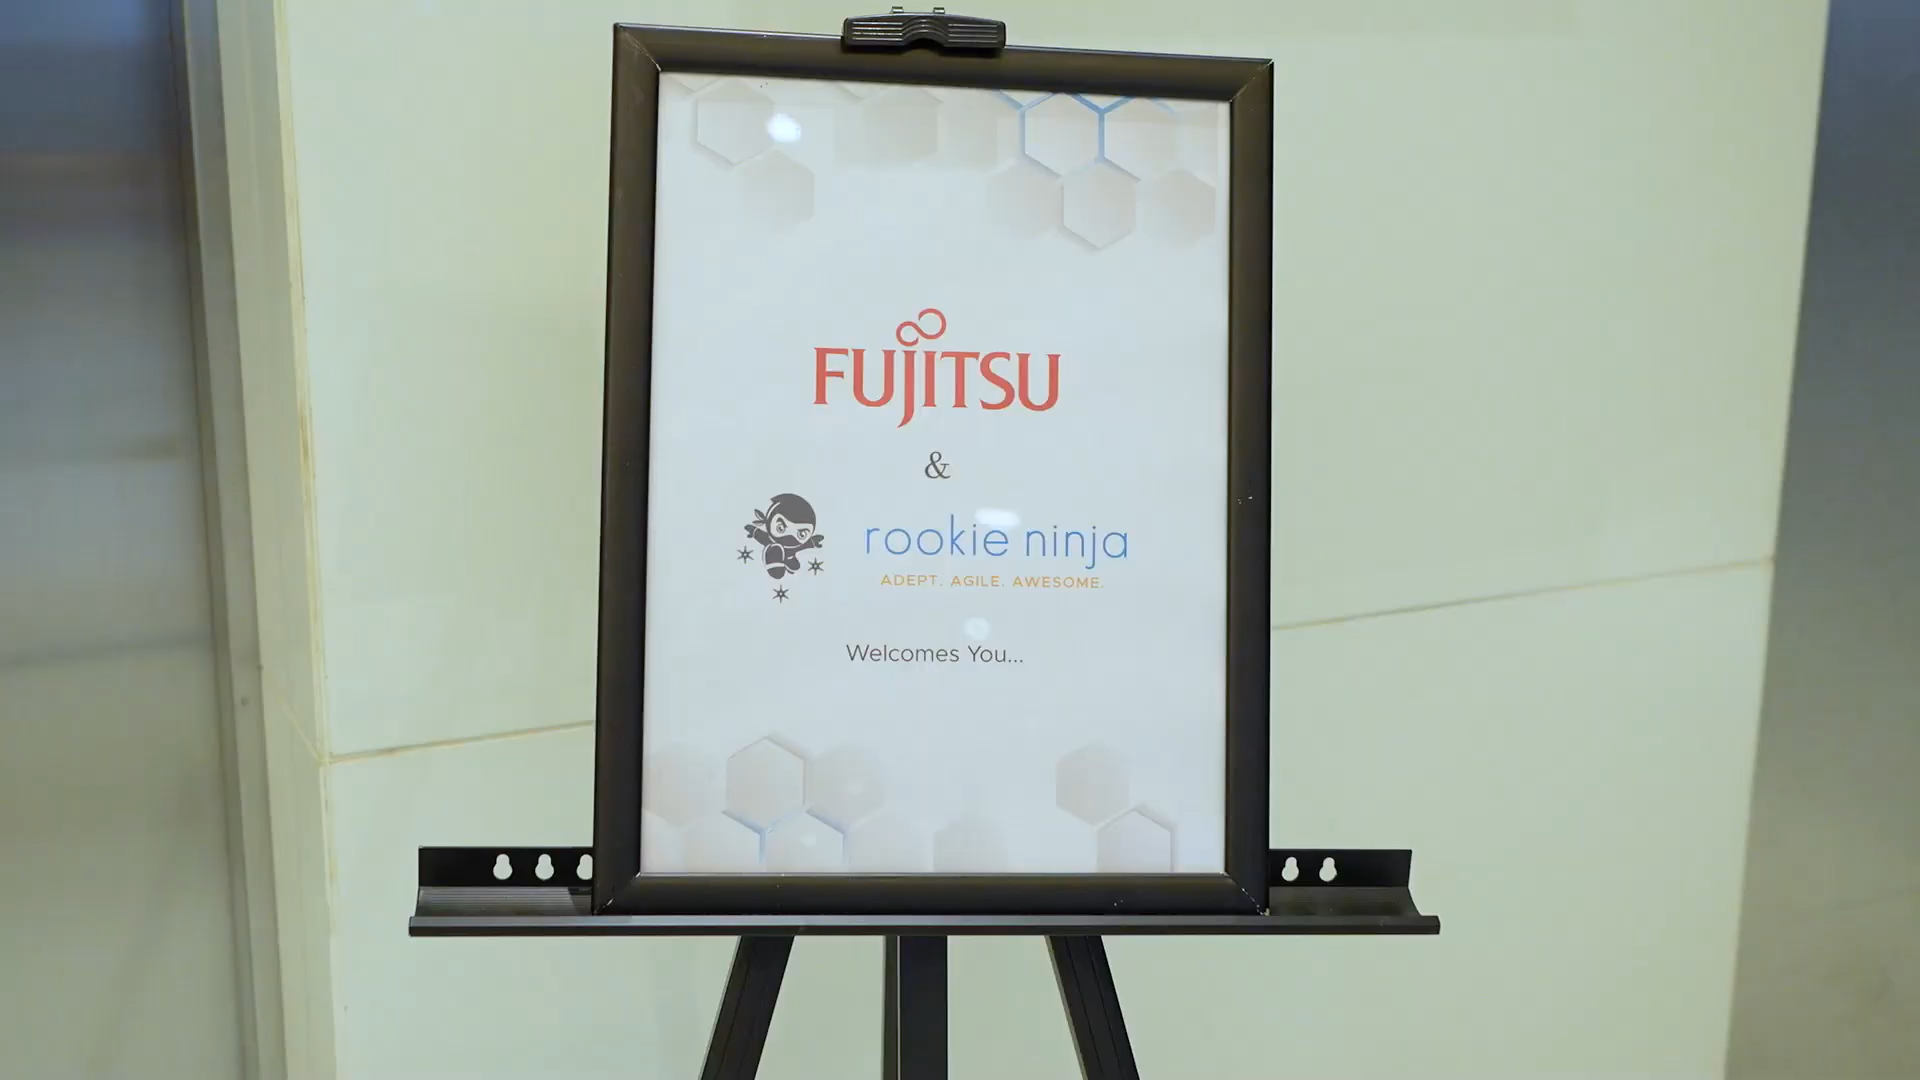 FUJITSU
&
rookie ninja
ADEPT. AGILE. AWESOME.
Welcomes You...